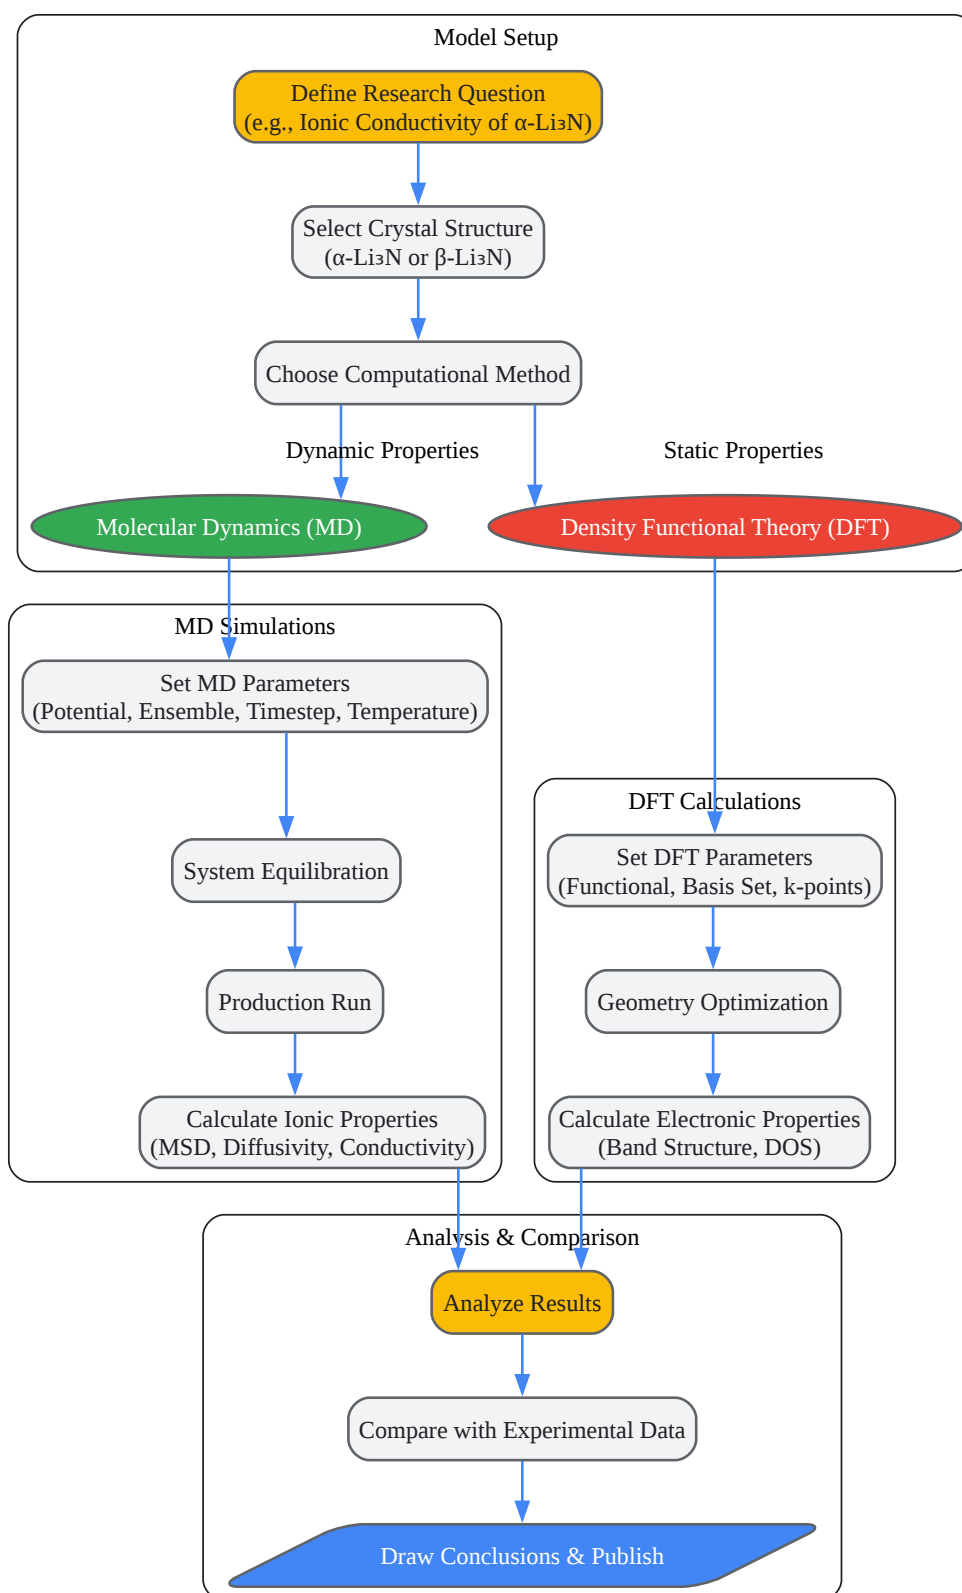 Model Setup
Define Research Question
(e.g., Ionic Conductivity of α-Li₃N)
Select Crystal Structure
(α-Li₃N or β-Li₃N)
Choose Computational Method
Dynamic Properties
Static Properties
Molecular Dynamics (MD)
Density Functional Theory (DFT)
MD Simulations
Set MD Parameters
(Potential, Ensemble, Timestep, Temperature)
System Equilibration
Production Run
Calculate Ionic Properties
(MSD, Diffusivity, Conductivity)
DFT Calculations
Set DFT Parameters
(Functional, Basis Set, k-points)
Geometry Optimization
Calculate Electronic Properties
(Band Structure, DOS)
Analysis & Comparison
Analyze Results
Compare with Experimental Data
Draw Conclusions & Publish